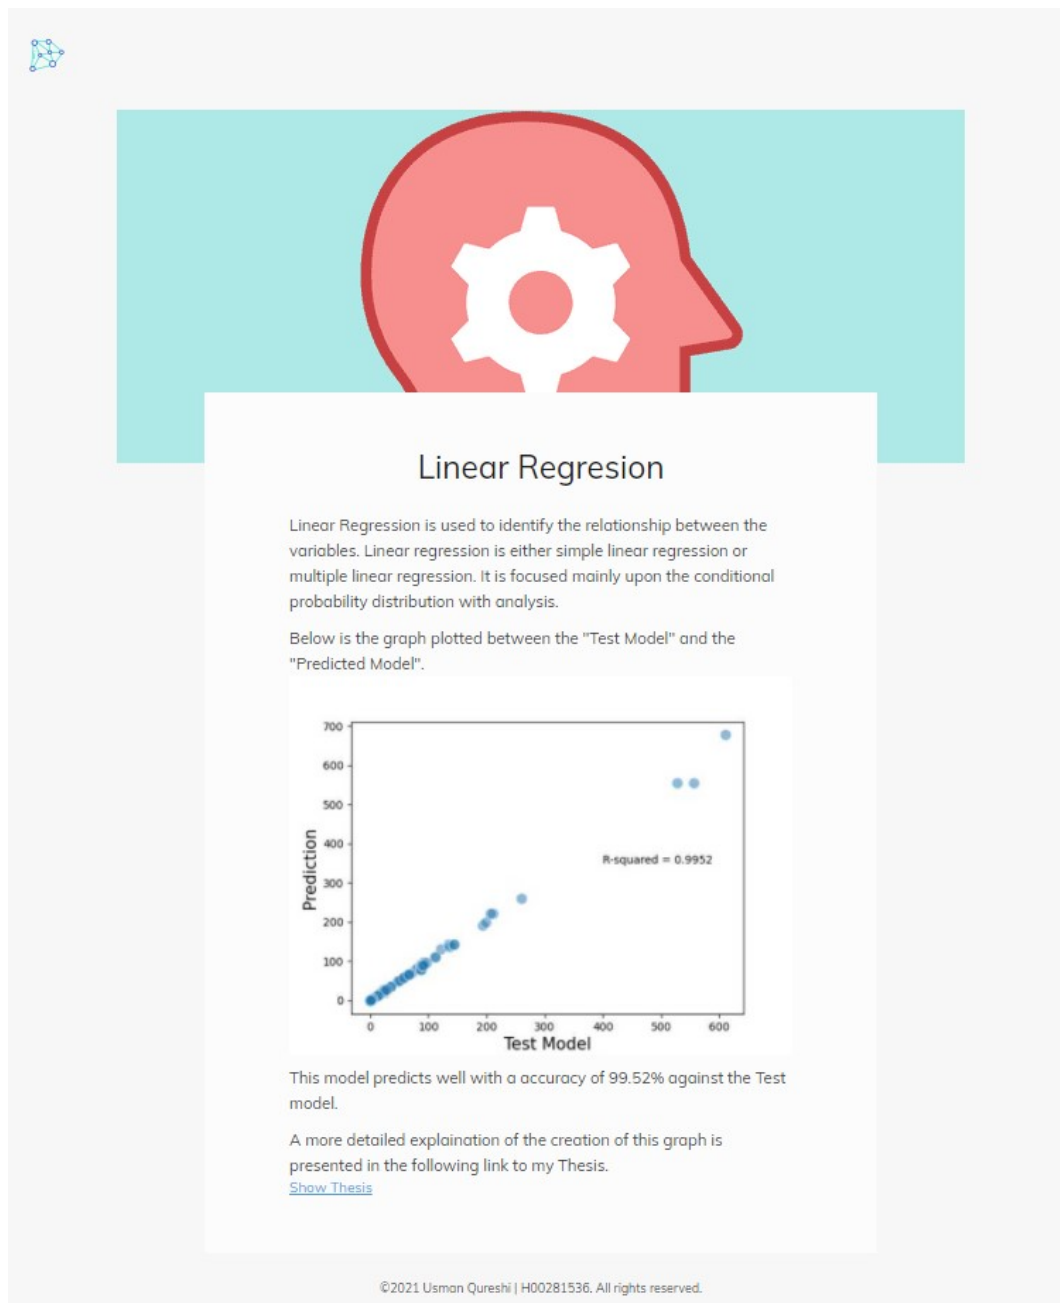 Linear Regresion
Linear Regression is used to identify the relationship between the
variables. Linear regression is either simple linear regression or
multiple linear regression. It is focused mainly upon the conditional
probability distribution with analysis.
Below is the graph plotted between the "Test Model" and the
"Predicted Model".
700
600
500
400
300
200
100
0
Prediction
R-squared = 0.9952
0 100 200 300 400 500 600
Test Model
This model predicts well with a accuracy of 99.52% against the Test
model.
A more detailed explaination of the creation of this graph is
presented in the following link to my Thesis.
Show Thesis
©2021 Usman Qureshi | H00281536. All rights reserved.